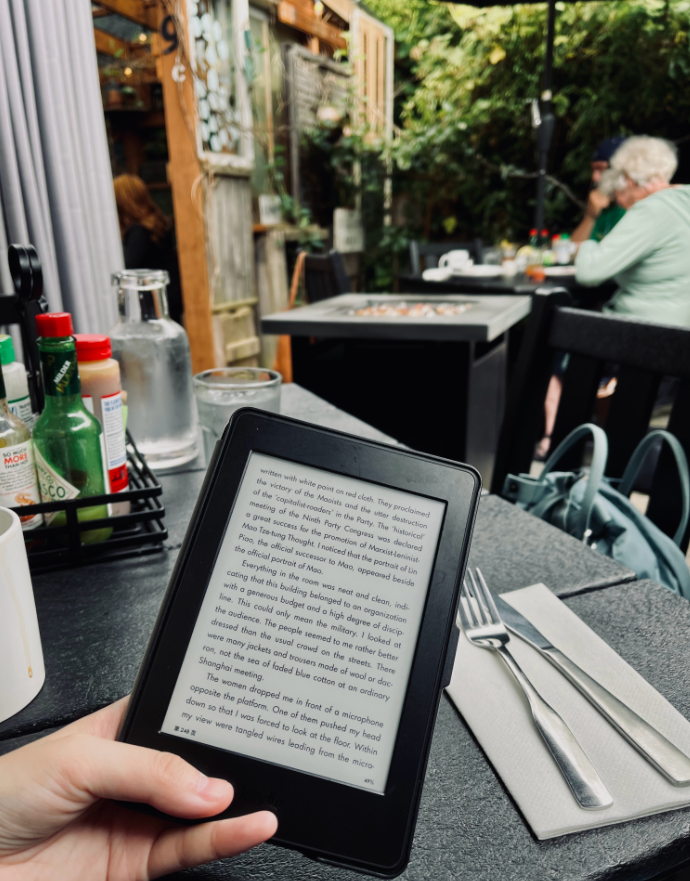 9
written with white paint on red cloth. They proclaimed
the victory of the Maoists and the utter destruction
of the 'capitalist-roaders' in the Party. The 'historical'
meeting of the Ninth Party Congress was declared
a great success for the promotion of Marxist-Leninist-
Mao Tze-tung Thought. I noticed that the portrait of Lin
Piao, the official successor to Mao, appeared beside
the official portrait of Mao.
Everything in the room was neat and clean, indi-
cating that this building belonged to an organization
with a generous budget and a high degree of discip-
line. This could only mean the military. I looked at
the audience. The people seemed to me rather better
dressed than the usual crowd on the streets. There
were many jackets and trousers made of wool or dac-
ron, not the sea of faded blue cotton at an ordinary
Shanghai meeting.
The women dropped me in front of a microphone
opposite the platform. One of them pushed my head
down so that I was forced to look at the floor. Within
my view were tangled wires leading from the micro-
第 246 页
49%
MILDER
SO MUCH
MORE
THAN HOT